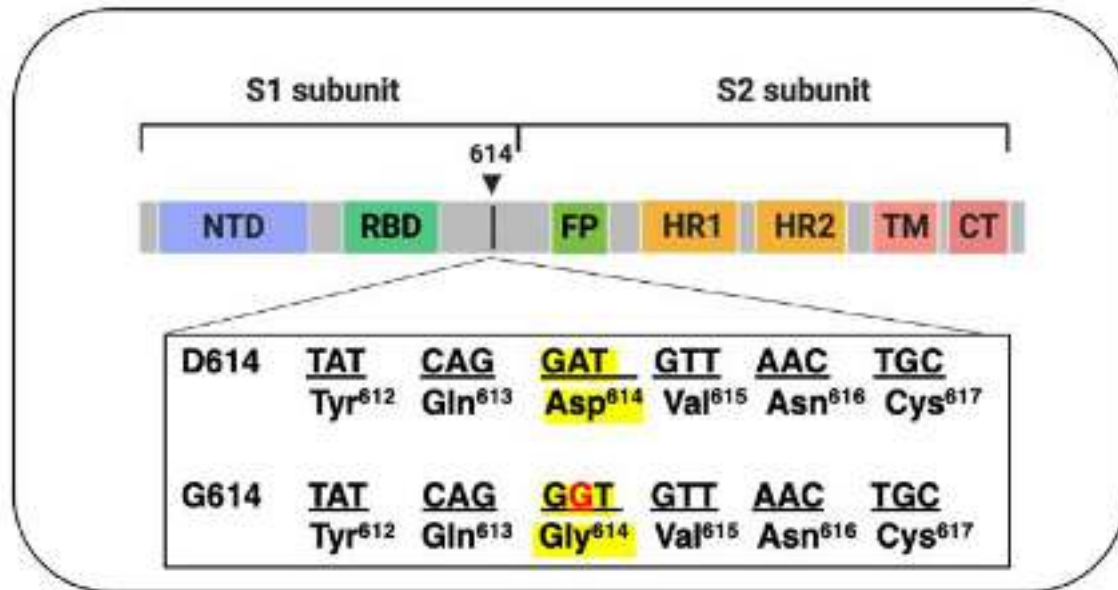 S1 subunit S2 subunit
614
NTD RBD FP HR1 HR2 TM CT
D614 TAT CAG GAT GTT AAC TGC
Tyr612 Gln613 Asp614 Val615 Asn616 Cys617
G614 TAT CAG GGT GTT AAC TGC
Tyr612 Gln613 Gly614 Val615 Asn616 Cys617